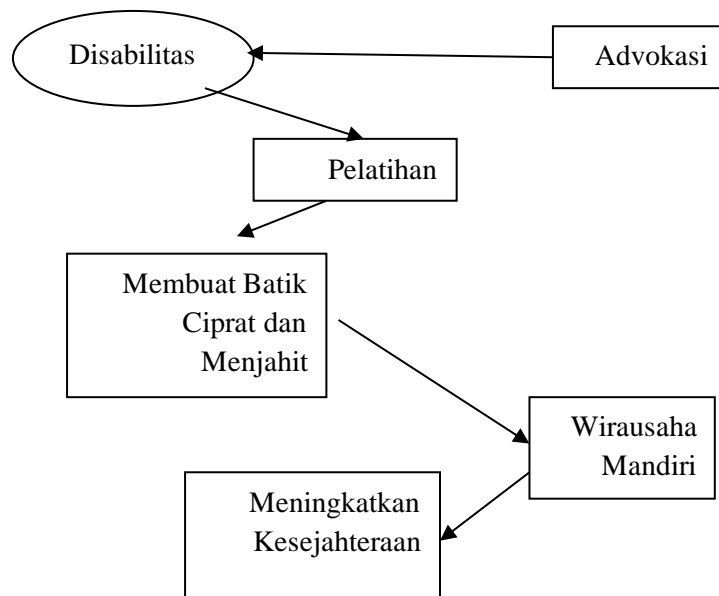 Disabilitas
Advokasi
Pelatihan
Membuat Batik
Ciprat dan
Menjahit
Wirausaha
Mandiri
Meningkatkan
Kesejahteraan